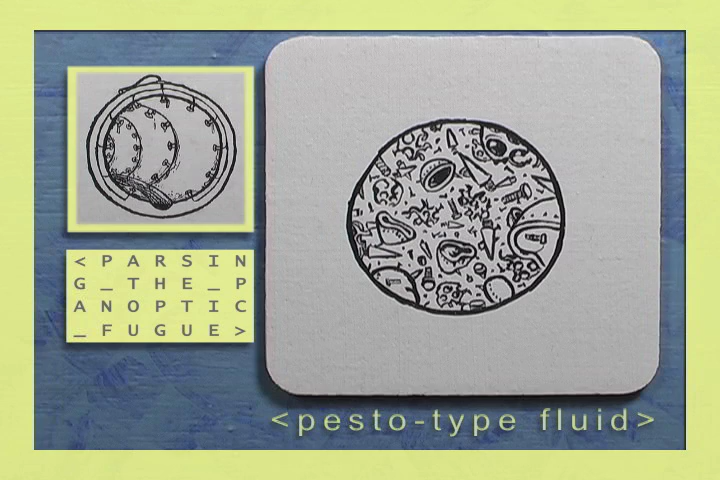 < P A R S I N
G _ T H E _ P
A N O P T I C
_ F U G U E >
<pesto-type fluid>